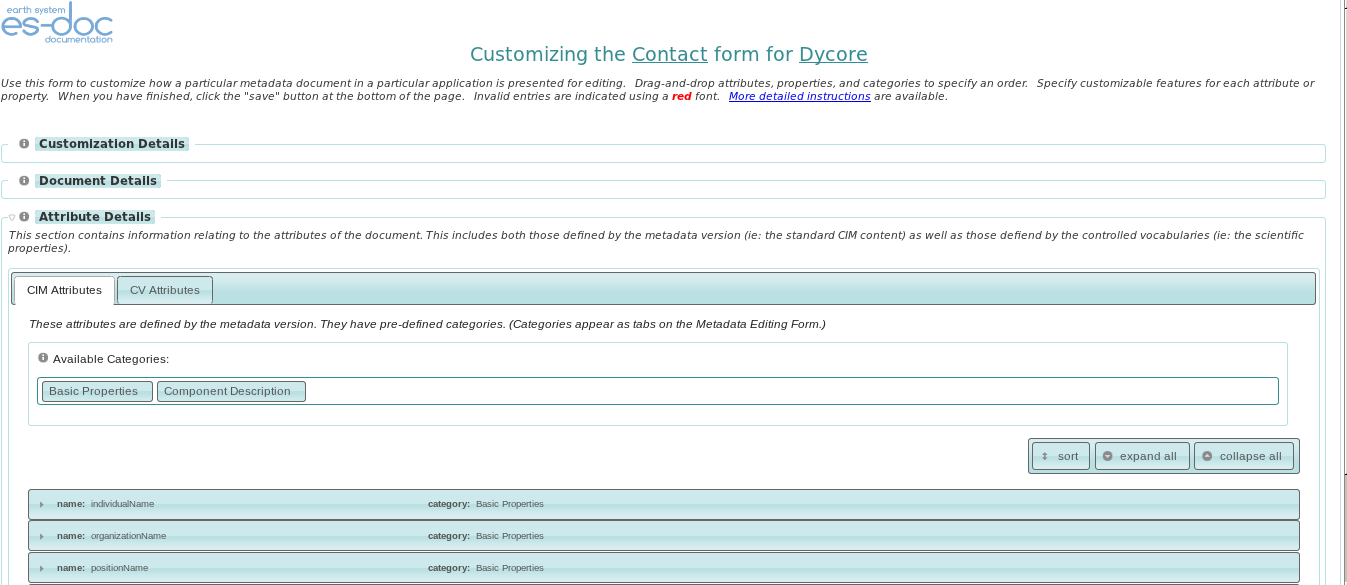 earth system
es-doc
documentation
Customizing the Contact form for Dycore
Use this form to customize how a particular metadata document in a particular application is presented for editing. Drag-and-drop attributes, properties, and categories to specify an order. Specify customizable features for each attribute or
property. When you have finished, click the "save" button at the bottom of the page. Invalid entries are indicated using a red font. More detailed instructions are available.
Customization Details
Document Details
Attribute Details
This section contains information relating to the attributes of the document. This includes both those defined by the metadata version (ie: the standard CIM content) as well as those defiend by the controlled vocabularies (ie: the scientific
properties).
CIM Attributes CV Attributes
These attributes are defined by the metadata version. They have pre-defined categories. (Categories appear as tabs on the Metadata Editing Form.)
Available Categories:
Basic Properties Component Description
sort expand all collapse all
name: individualName category: Basic Properties
name: organizationName category: Basic Properties
name: positionName category: Basic Properties